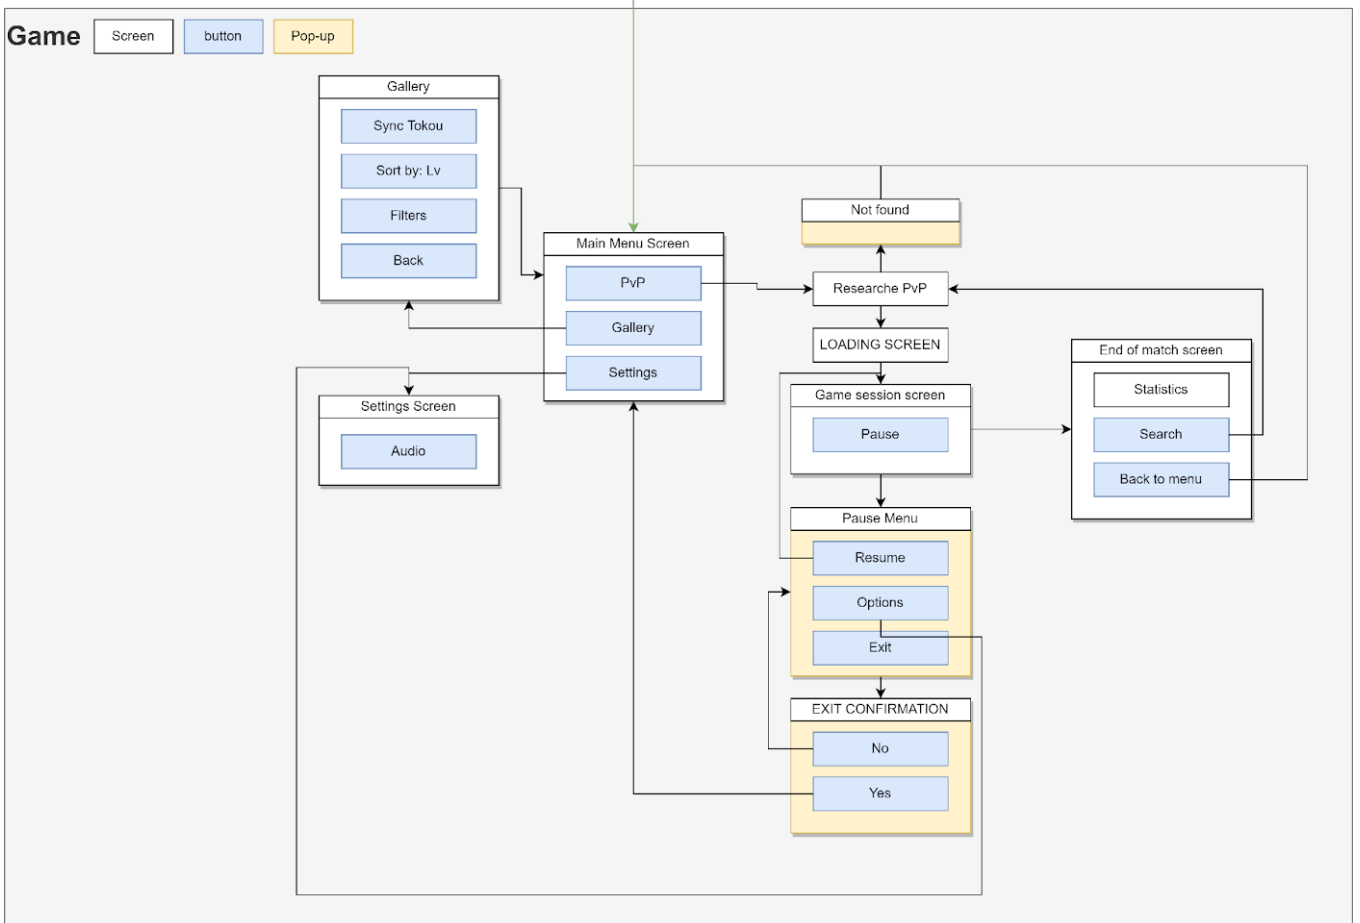 Game
Screen
button
Pop-up
Gallery
Sync Tokou
Sort by: Lv
Filters
Back
Main Menu Screen
PvP
Gallery
Settings
Settings Screen
Audio
Not found
Researche PvP
LOADING SCREEN
Game session screen
Pause
Pause Menu
Resume
Options
Exit
EXIT CONFIRMATION
No
Yes
End of match screen
Statistics
Search
Back to menu